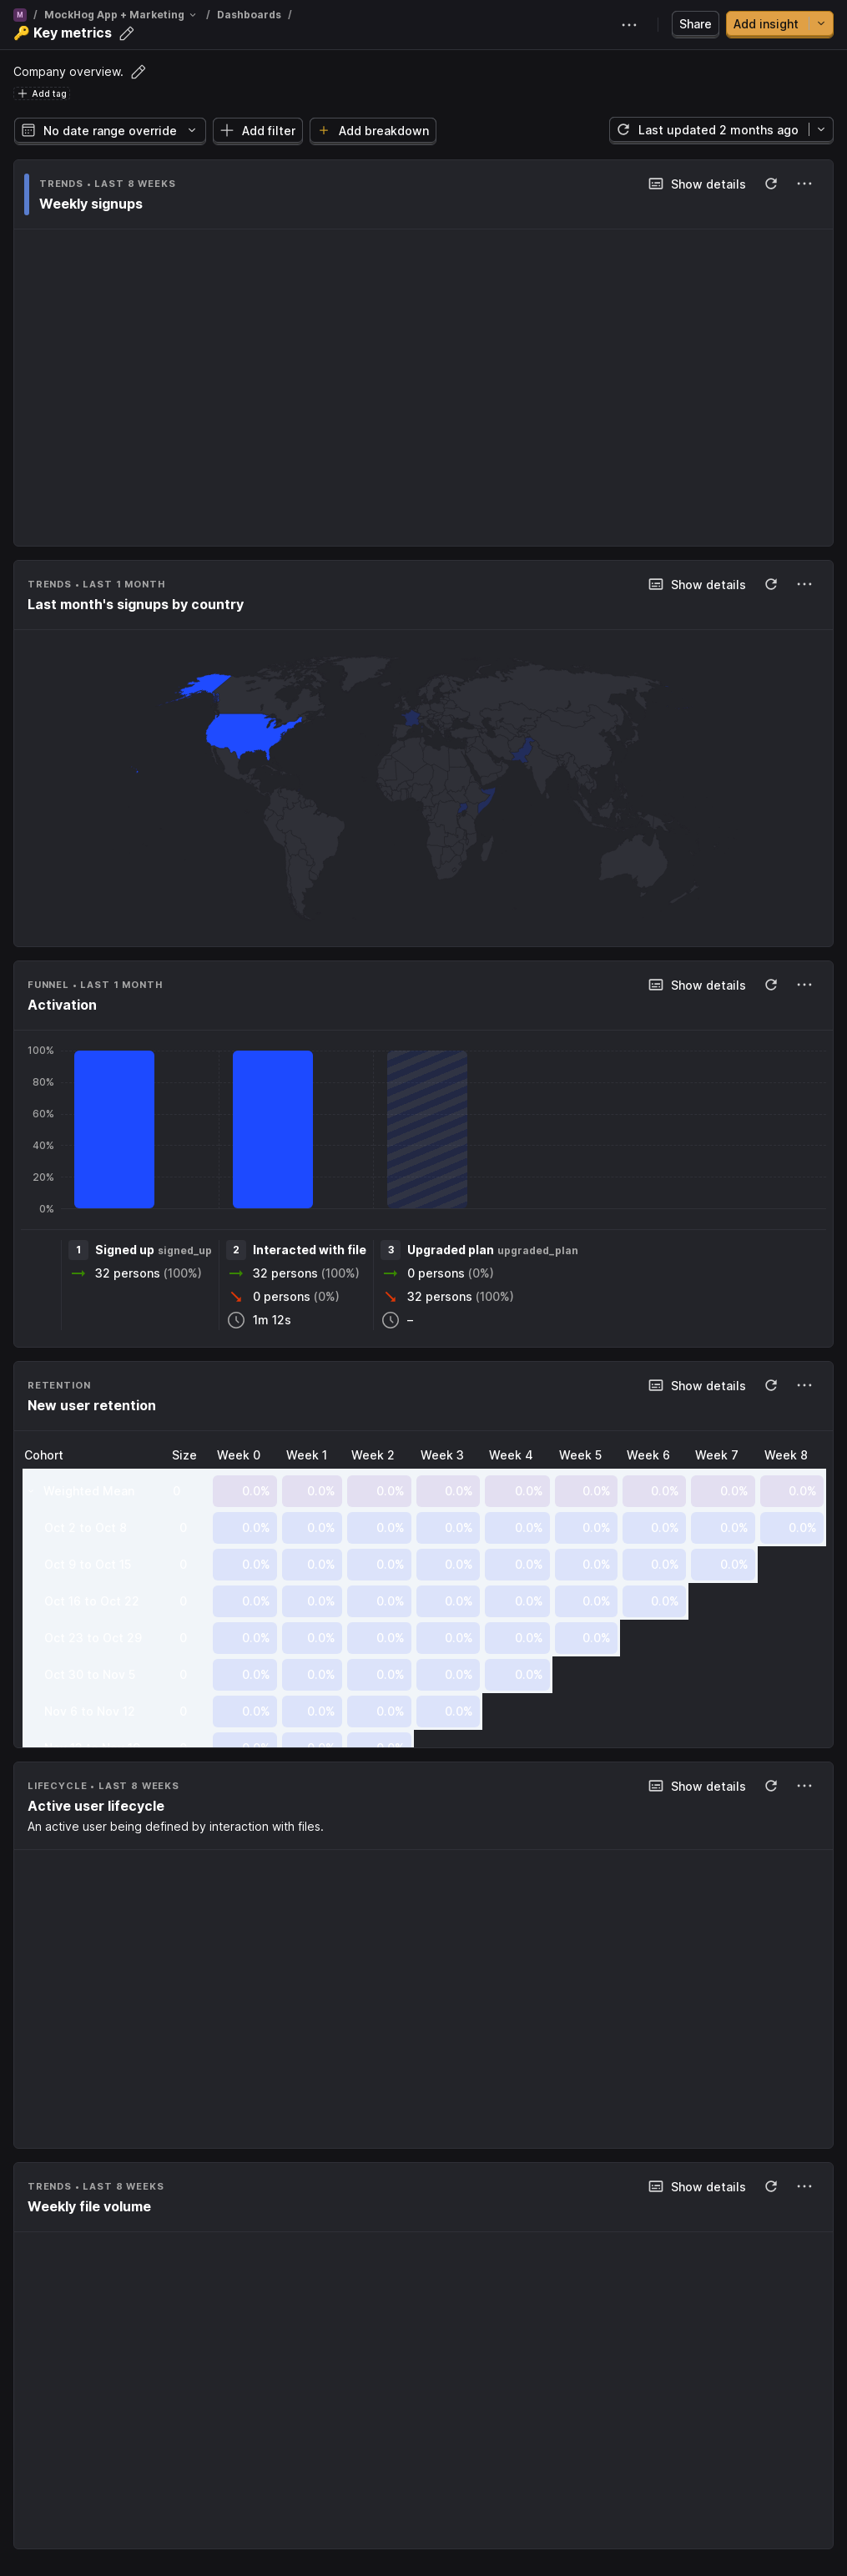 M / MockHog App + Marketing / Dashboards /
🔑 Key metrics
Share
Add insight
Company overview.
Add tag
No date range override
Add filter
Add breakdown
Last updated 2 months ago
TRENDS • LAST 8 WEEKS
Show details
Weekly signups
TRENDS • LAST 1 MONTH
Show details
Last month's signups by country
FUNNEL • LAST 1 MONTH
Show details
Activation
100%
80%
60%
40%
20%
0%
1 Signed up signed_up
32 persons (100%)
2 Interacted with file
32 persons (100%)
0 persons (0%)
1m 12s
3 Upgraded plan upgraded_plan
0 persons (0%)
32 persons (100%)
–
RETENTION
Show details
New user retention
Cohort Size Week 0 Week 1 Week 2 Week 3 Week 4 Week 5 Week 6 Week 7 Week 8
Weighted Mean 0 0.0% 0.0% 0.0% 0.0% 0.0% 0.0% 0.0% 0.0% 0.0%
Oct 2 to Oct 8 0 0.0% 0.0% 0.0% 0.0% 0.0% 0.0% 0.0% 0.0% 0.0%
Oct 9 to Oct 15 0 0.0% 0.0% 0.0% 0.0% 0.0% 0.0% 0.0% 0.0%
Oct 16 to Oct 22 0 0.0% 0.0% 0.0% 0.0% 0.0% 0.0% 0.0%
Oct 23 to Oct 29 0 0.0% 0.0% 0.0% 0.0% 0.0% 0.0%
Oct 30 to Nov 5 0 0.0% 0.0% 0.0% 0.0% 0.0%
Nov 6 to Nov 12 0 0.0% 0.0% 0.0% 0.0%
LIFECYCLE • LAST 8 WEEKS
Show details
Active user lifecycle
An active user being defined by interaction with files.
TRENDS • LAST 8 WEEKS
Show details
Weekly file volume